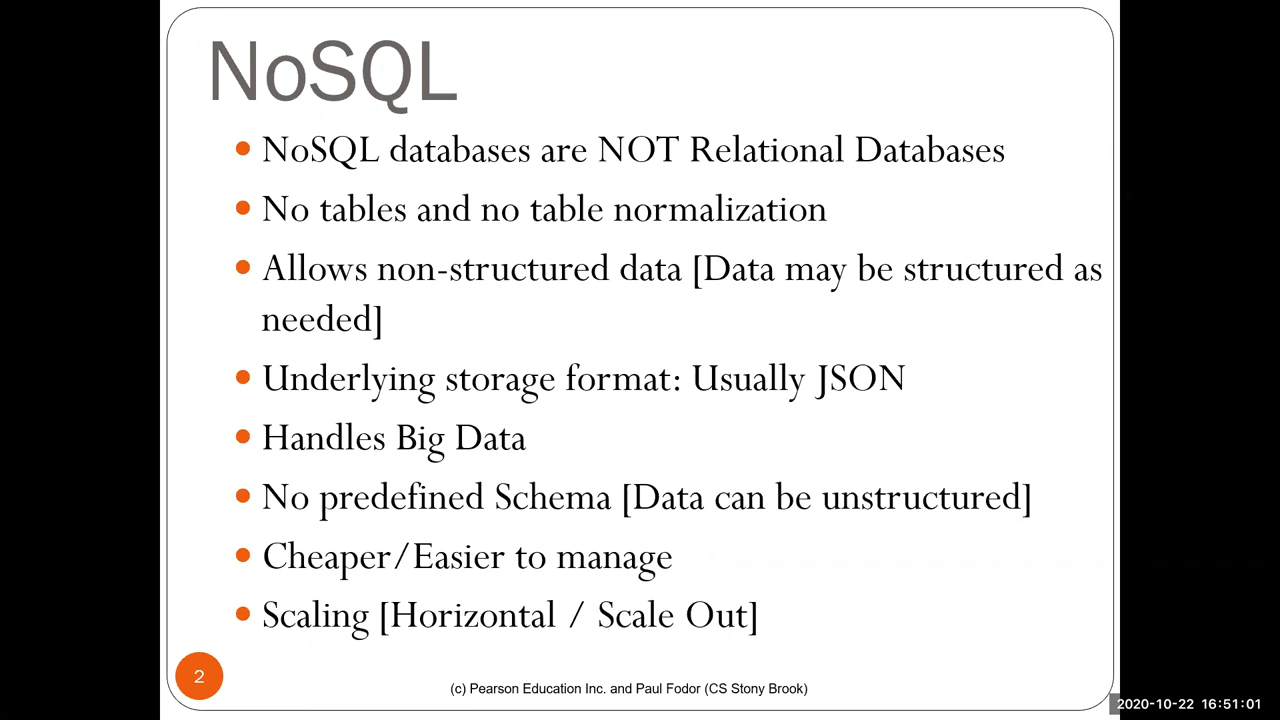 NoSQL
NoSQL databases are NOT Relational Databases
No tables and no table normalization
Allows non-structured data [Data may be structured as
needed]
Underlying storage format: Usually JSON
Handles Big Data
No predefined Schema [Data can be unstructured]
Cheaper/Easier to manage
Scaling [Horizontal / Scale Out]
2
(c) Pearson Education Inc. and Paul Fodor (CS Stony Brook)
2020-10-22 16:51:01